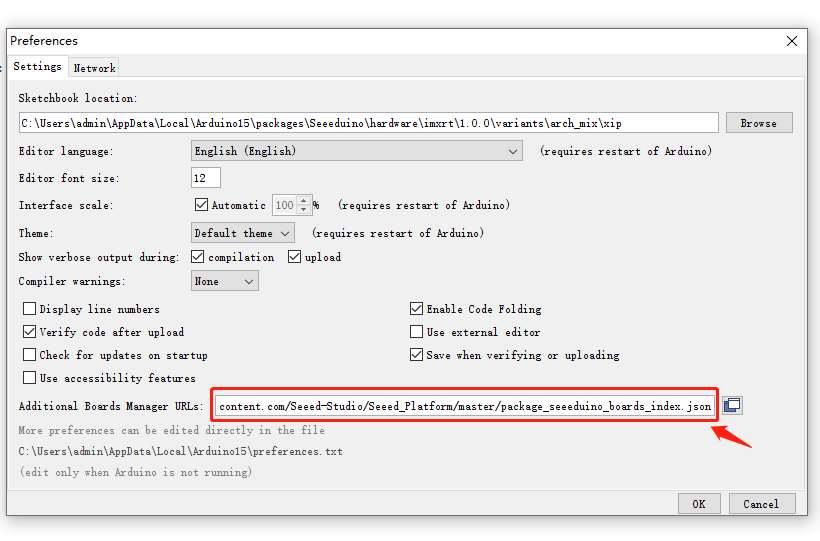 Preferences
Settings Network
Sketchbook location:
C:\Users\admin\AppData\Local\Arduino15\packages\Seeeduino\hardware\imxrt\1.0.0\variants\arch_mix\xip Browse
Editor language: English (English) (requires restart of Arduino)
Editor font size: 12
Interface scale: Automatic 100 % (requires restart of Arduino)
Theme: Default theme (requires restart of Arduino)
Show verbose output during: compilation upload
Compiler warnings: None
Display line numbers Enable Code Folding
Verify code after upload Use external editor
Check for updates on startup Save when verifying or uploading
Use accessibility features
Additional Boards Manager URLs: content.com/Seeed-Studio/Seeed_Platform/master/package_seeeduino_boards_index.json
More preferences can be edited directly in the file
C:\Users\admin\AppData\Local\Arduino15\preferences.txt
(edit only when Arduino is not running)
OK Cancel